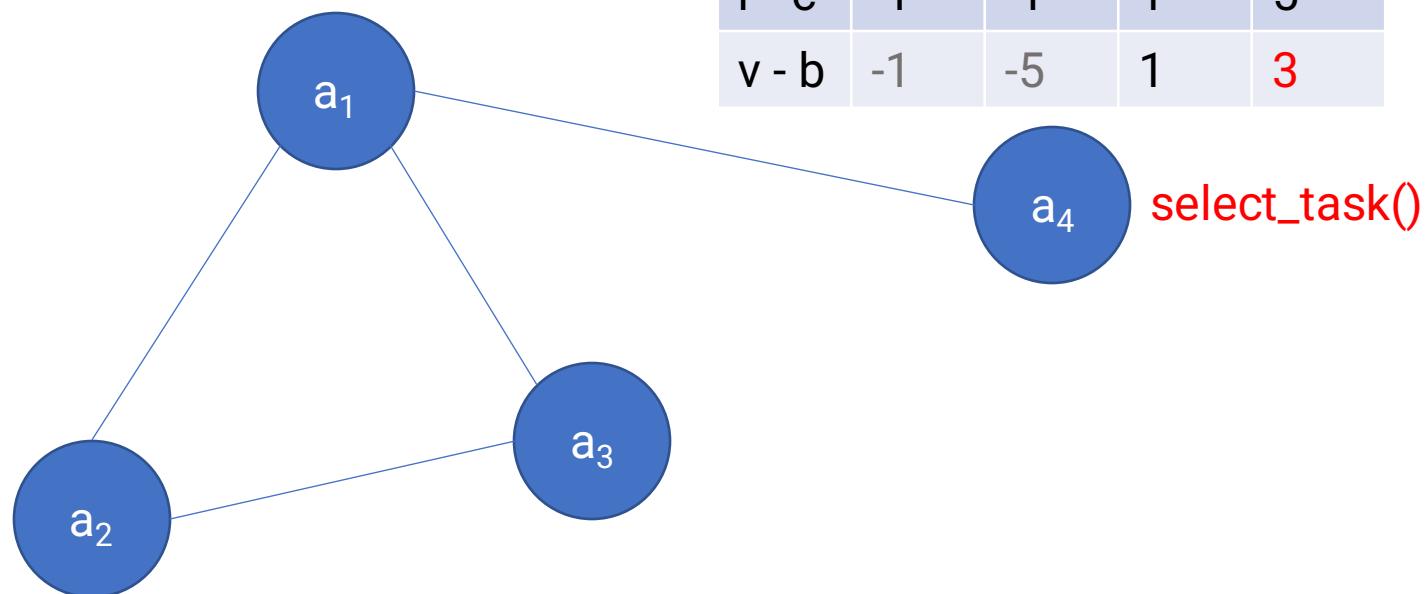 v - b -1 -5 1 3
a₁
a₄ select_task()
a₃
a₂